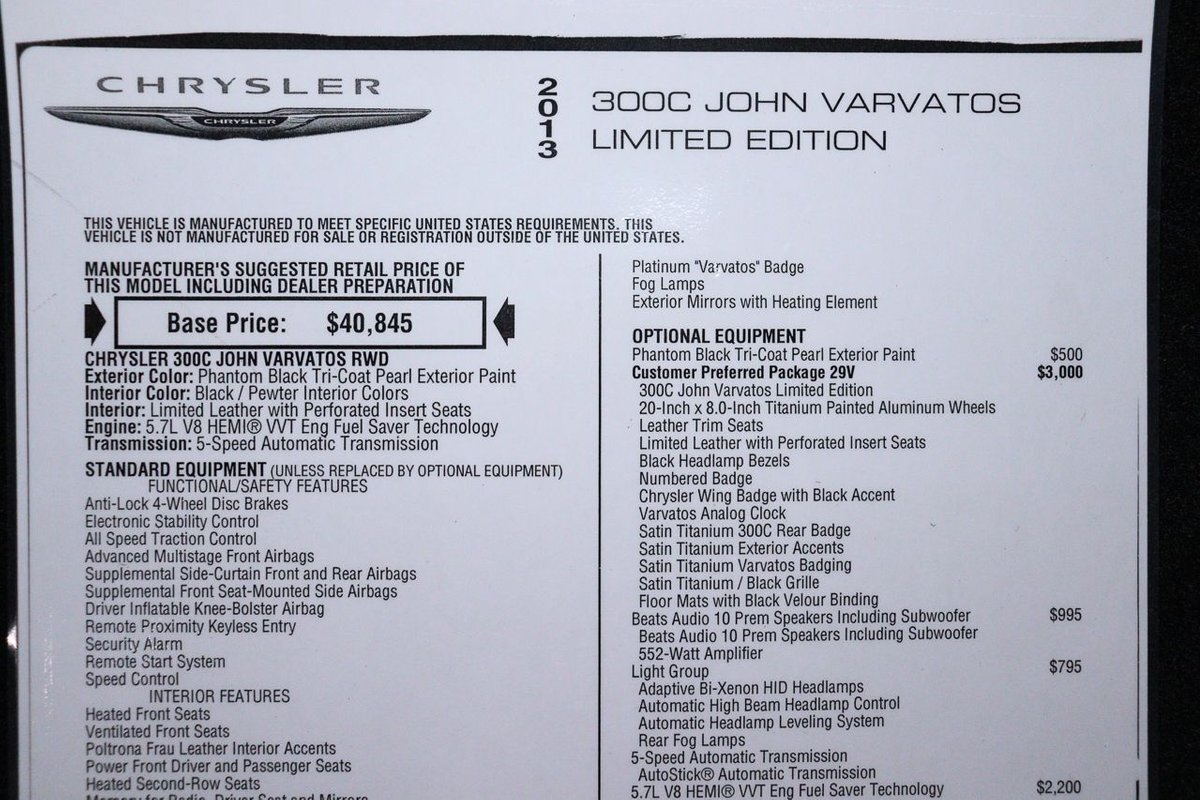 CHRYSLER
CHRYSLER
2013
300C JOHN VARVATOS
LIMITED EDITION
THIS VEHICLE IS MANUFACTURED TO MEET SPECIFIC UNITED STATES REQUIREMENTS. THIS
VEHICLE IS NOT MANUFACTURED FOR SALE OR REGISTRATION OUTSIDE OF THE UNITED STATES.
MANUFACTURER'S SUGGESTED RETAIL PRICE OF
THIS MODEL INCLUDING DEALER PREPARATION
Base Price: $40,845
CHRYSLER 300C JOHN VARVATOS RWD
Exterior Color: Phantom Black Tri-Coat Pearl Exterior Paint
Interior Color: Black / Pewter Interior Colors
Interior: Limited Leather with Perforated Insert Seats
Engine: 5.7L V8 HEMI® VVT Eng Fuel Saver Technology
Transmission: 5-Speed Automatic Transmission
STANDARD EQUIPMENT (UNLESS REPLACED BY OPTIONAL EQUIPMENT)
FUNCTIONAL/SAFETY FEATURES
Anti-Lock 4-Wheel Disc Brakes
Electronic Stability Control
All Speed Traction Control
Advanced Multistage Front Airbags
Supplemental Side-Curtain Front and Rear Airbags
Supplemental Front Seat-Mounted Side Airbags
Driver Inflatable Knee-Bolster Airbag
Remote Proximity Keyless Entry
Security Alarm
Remote Start System
Speed Control
INTERIOR FEATURES
Heated Front Seats
Ventilated Front Seats
Poltrona Frau Leather Interior Accents
Power Front Driver and Passenger Seats
Heated Second-Row Seats
Memory for Radio, Driver Seat and Mirrors
Platinum "Varvatos" Badge
Fog Lamps
Exterior Mirrors with Heating Element
OPTIONAL EQUIPMENT
Phantom Black Tri-Coat Pearl Exterior Paint $500
Customer Preferred Package 29V $3,000
300C John Varvatos Limited Edition
20-Inch x 8.0-Inch Titanium Painted Aluminum Wheels
Leather Trim Seats
Limited Leather with Perforated Insert Seats
Black Headlamp Bezels
Numbered Badge
Chrysler Wing Badge with Black Accent
Varvatos Analog Clock
Satin Titanium 300C Rear Badge
Satin Titanium Exterior Accents
Satin Titanium Varvatos Badging
Satin Titanium / Black Grille
Floor Mats with Black Velour Binding
Beats Audio 10 Prem Speakers Including Subwoofer $995
Beats Audio 10 Prem Speakers Including Subwoofer
552-Watt Amplifier
Light Group $795
Adaptive Bi-Xenon HID Headlamps
Automatic High Beam Headlamp Control
Automatic Headlamp Leveling System
Rear Fog Lamps
5-Speed Automatic Transmission
AutoStick® Automatic Transmission
5.7L V8 HEMI® VVT Eng Fuel Saver Technology $2,200